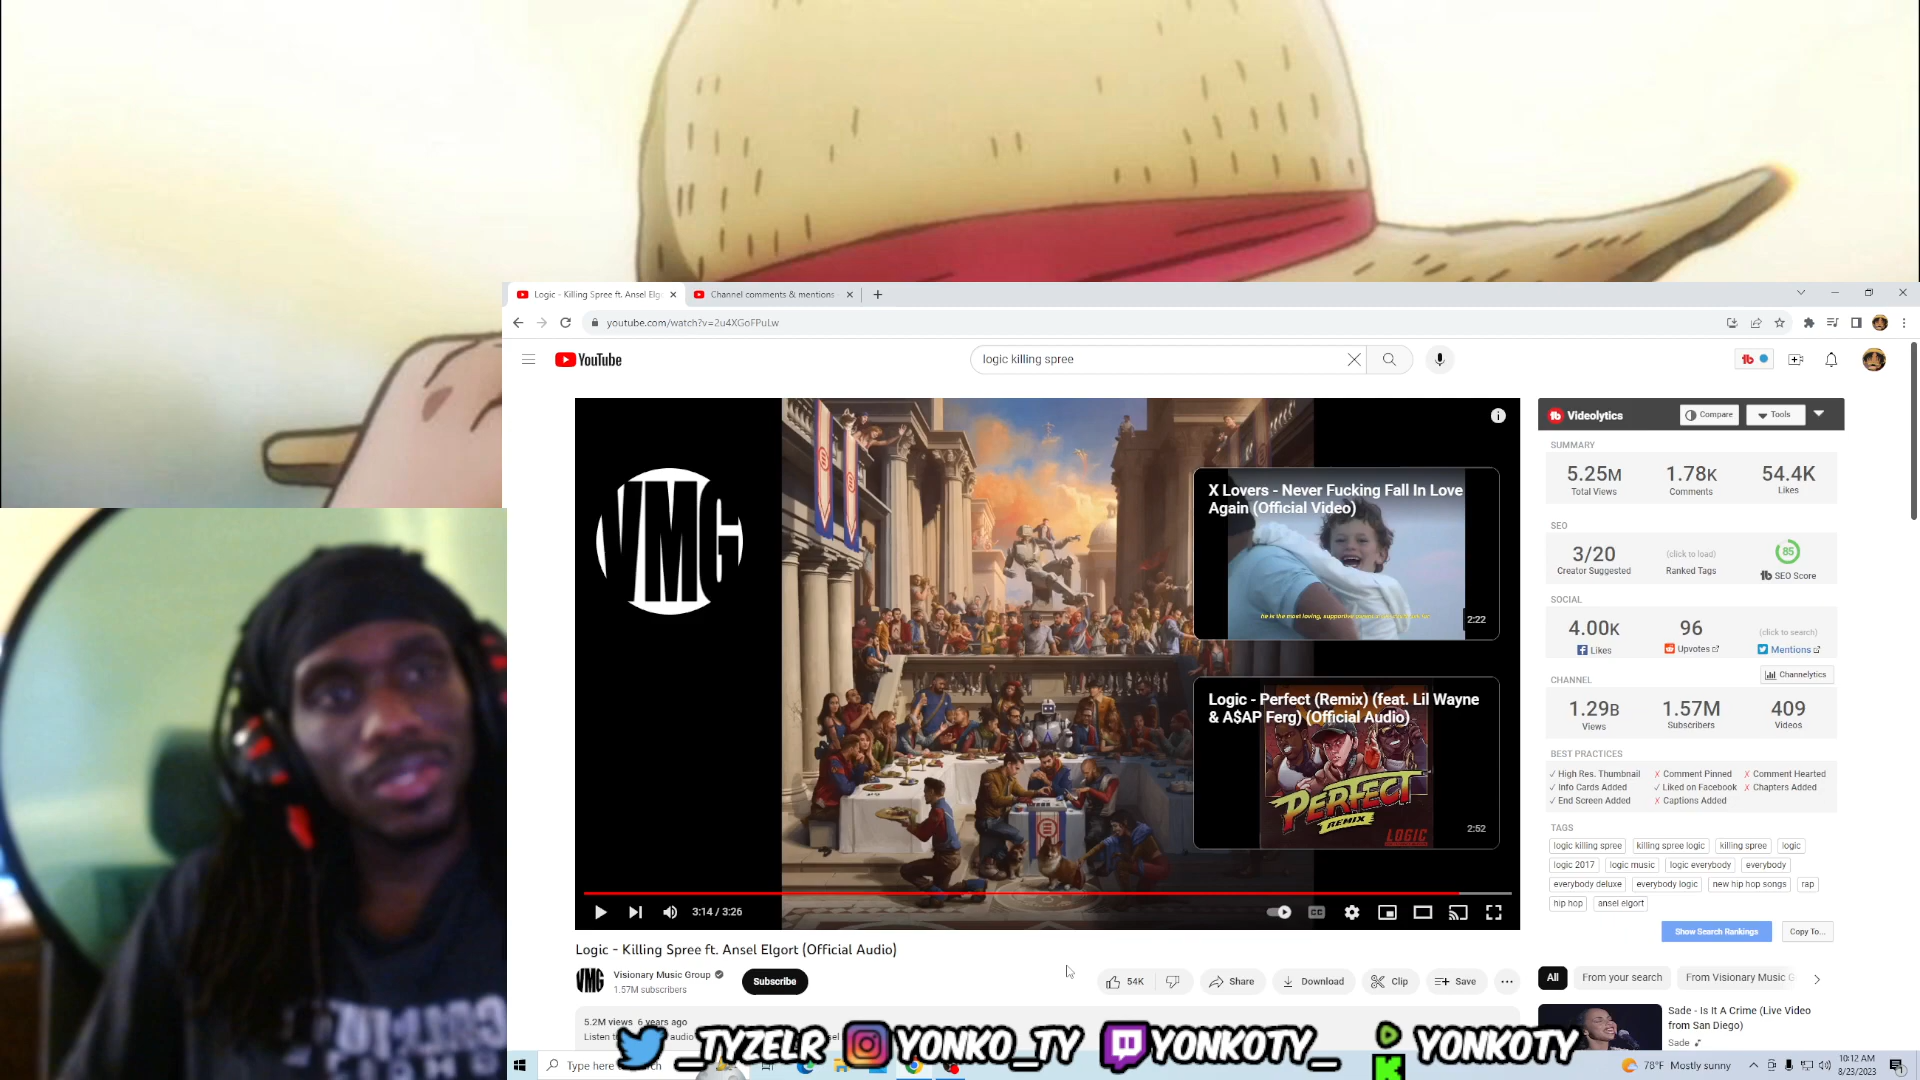 Logic - Killing Spree ft. Ansel Elg
Channel comments & mentions
youtube.com/watch?v=2u4XGoFPuLw
YouTube
logic killing spree
VMG
X Lovers - Never Fucking Fall In Love
Again (Official Video)
2:22
Logic - Perfect (Remix) (feat. Lil Wayne
& A$AP Ferg) (Official Audio)
PERFECT
REMIX
LOGIC
2:52
3:14 / 3:26
Logic - Killing Spree ft. Ansel Elgort (Official Audio)
VMG
Visionary Music Group
1.57M subscribers
Subscribe
54K
Share
Download
Clip
Save
5.2M views 6 years ago
tb Videolytics
Compare
Tools
SUMMARY
5.25M 1.78K 54.4K
Total Views Comments Likes
SEO
3/20 (click to load) 85
Creator Suggested Ranked Tags tb SEO Score
SOCIAL
4.00K 96 (click to search)
Likes Upvotes Mentions
CHANNEL
Channelytics
1.29B 1.57M 409
Views Subscribers Videos
BEST PRACTICES
✓ High Res. Thumbnail ✗ Comment Pinned ✗ Comment Hearted
✓ Info Cards Added ✓ Liked on Facebook ✗ Chapters Added
✓ End Screen Added ✗ Captions Added
TAGS
logic killing spree killing spree logic killing spree logic
logic 2017 logic music logic everybody everybody
everybody deluxe everybody logic new hip hop songs rap
hip hop ansel elgort
Show Search Rankings
Copy To...
All
From your search
From Visionary Music G
Sade - Is It A Crime (Live Video
from San Diego)
Sade
_TYZELR YONKO_TY YONKOTY_ YONKOTY
Type here
78°F Mostly sunny
10:12 AM
8/23/2023